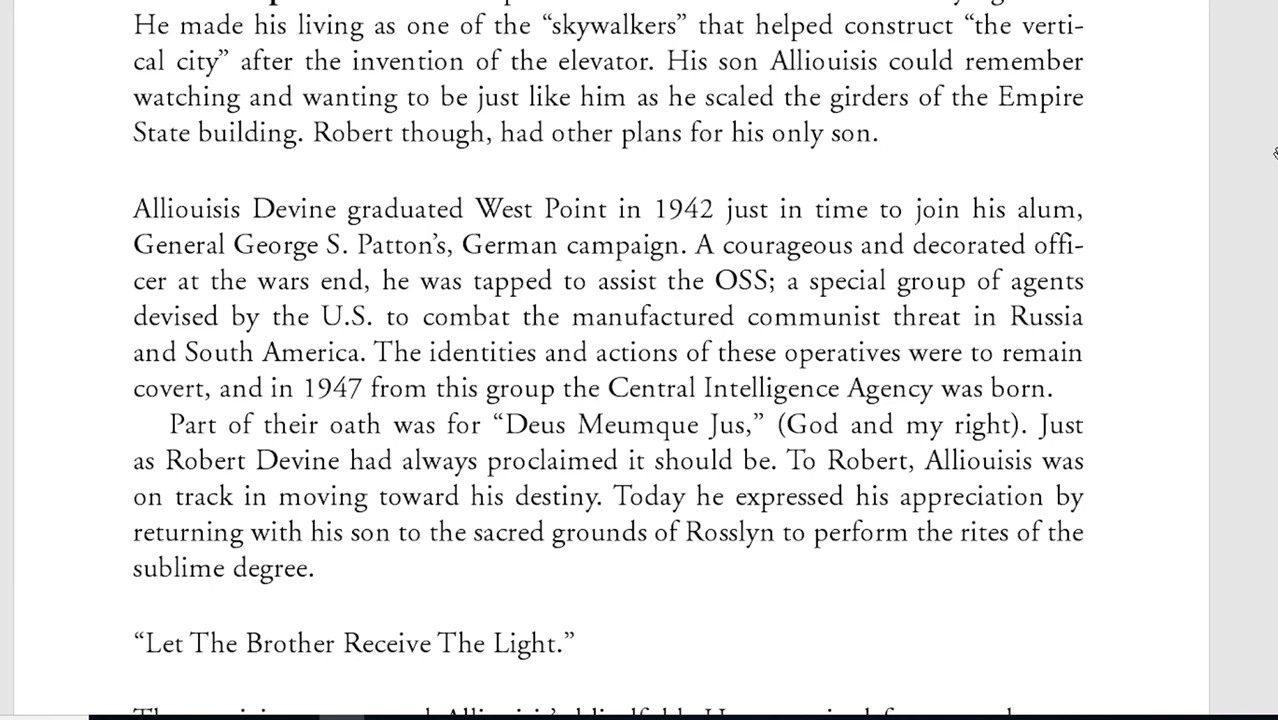 He made his living as one of the “skywalkers” that helped construct “the verti-
cal city” after the invention of the elevator. His son Alliouisis could remember
watching and wanting to be just like him as he scaled the girders of the Empire
State building. Robert though, had other plans for his only son.
Alliouisis Devine graduated West Point in 1942 just in time to join his alum,
General George S. Patton’s, German campaign. A courageous and decorated offi-
cer at the wars end, he was tapped to assist the OSS; a special group of agents
devised by the U.S. to combat the manufactured communist threat in Russia
and South America. The identities and actions of these operatives were to remain
covert, and in 1947 from this group the Central Intelligence Agency was born.
Part of their oath was for “Deus Meumque Jus,” (God and my right). Just
as Robert Devine had always proclaimed it should be. To Robert, Alliouisis was
on track in moving toward his destiny. Today he expressed his appreciation by
returning with his son to the sacred grounds of Rosslyn to perform the rites of the
sublime degree.
“Let The Brother Receive The Light.”